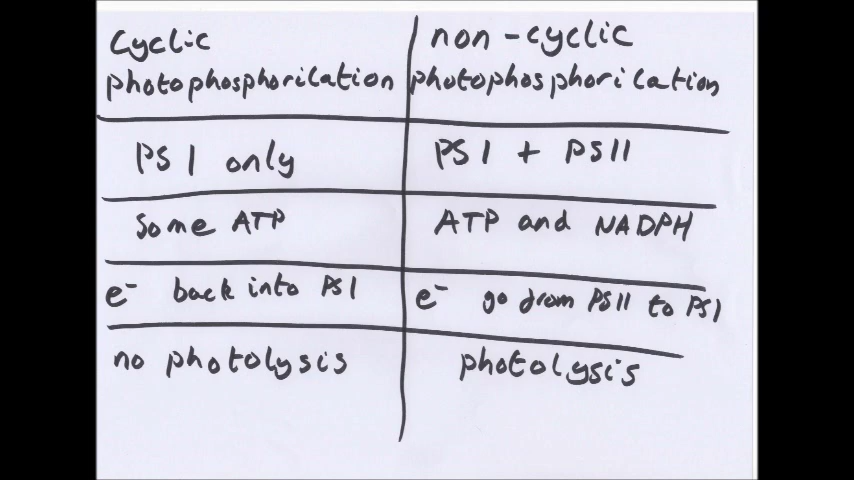 Cyclic
photophosphorilation
non-cyclic
photophosphorilation
PS I only
PS I + PS II
Some ATP
ATP and NADPH
e⁻ back into PS I
e⁻ go from PS II to PS I
no photolysis
photolysis